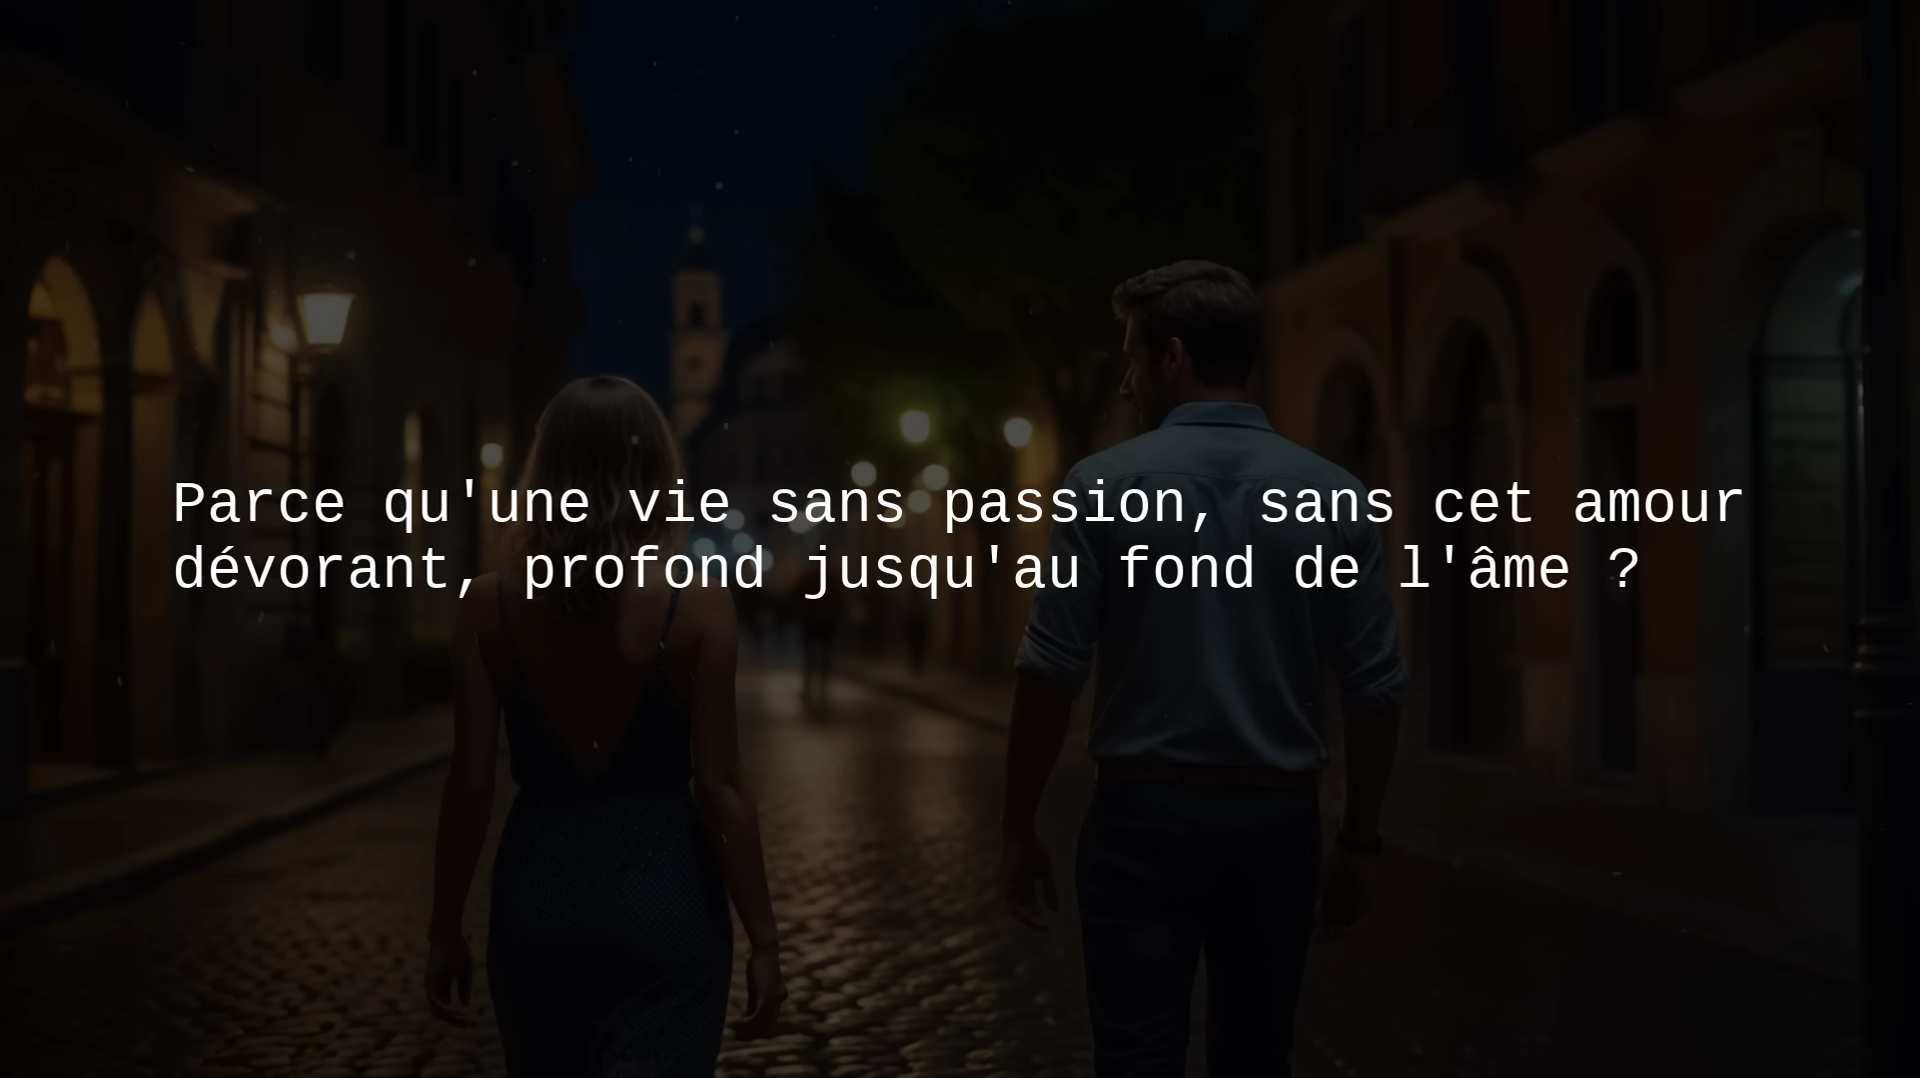 Parce qu'une vie sans passion, sans cet amour
dévorant, profond jusqu'au fond de l'âme ?